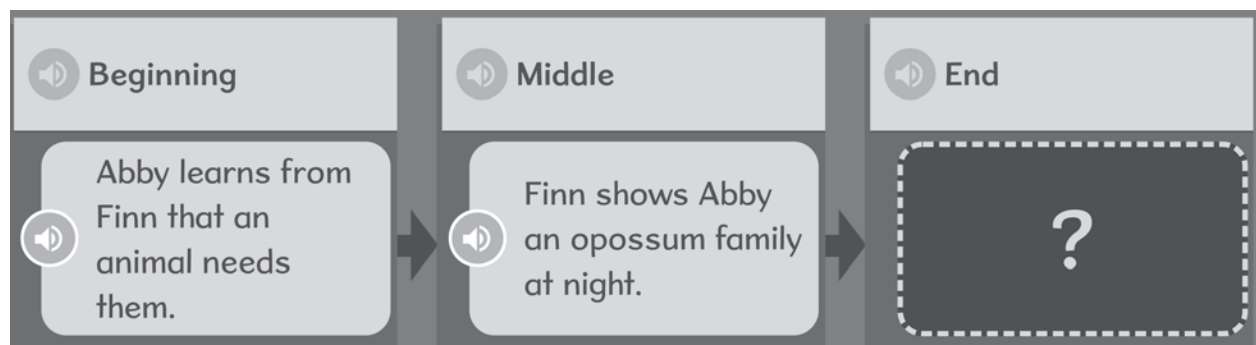 Beginning
Abby learns from
Finn that an
animal needs
them.
Middle
Finn shows Abby
an opossum family
at night.
End
?